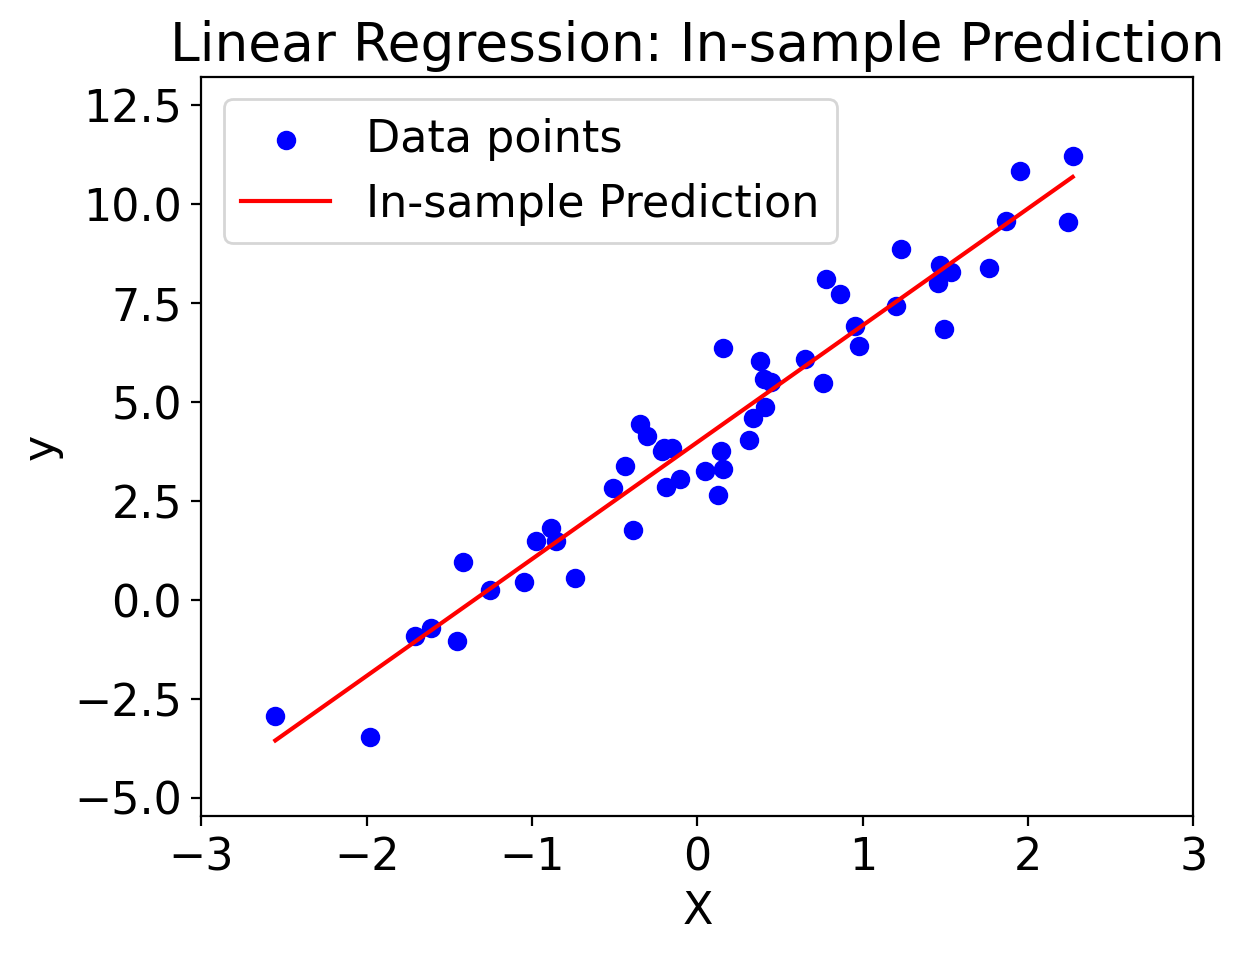 Linear Regression: In-sample Prediction
Data points
In-sample Prediction
12.5
10.0
7.5
5.0
2.5
0.0
−2.5
−5.0
y
−3 −2 −1 0 1 2 3
X